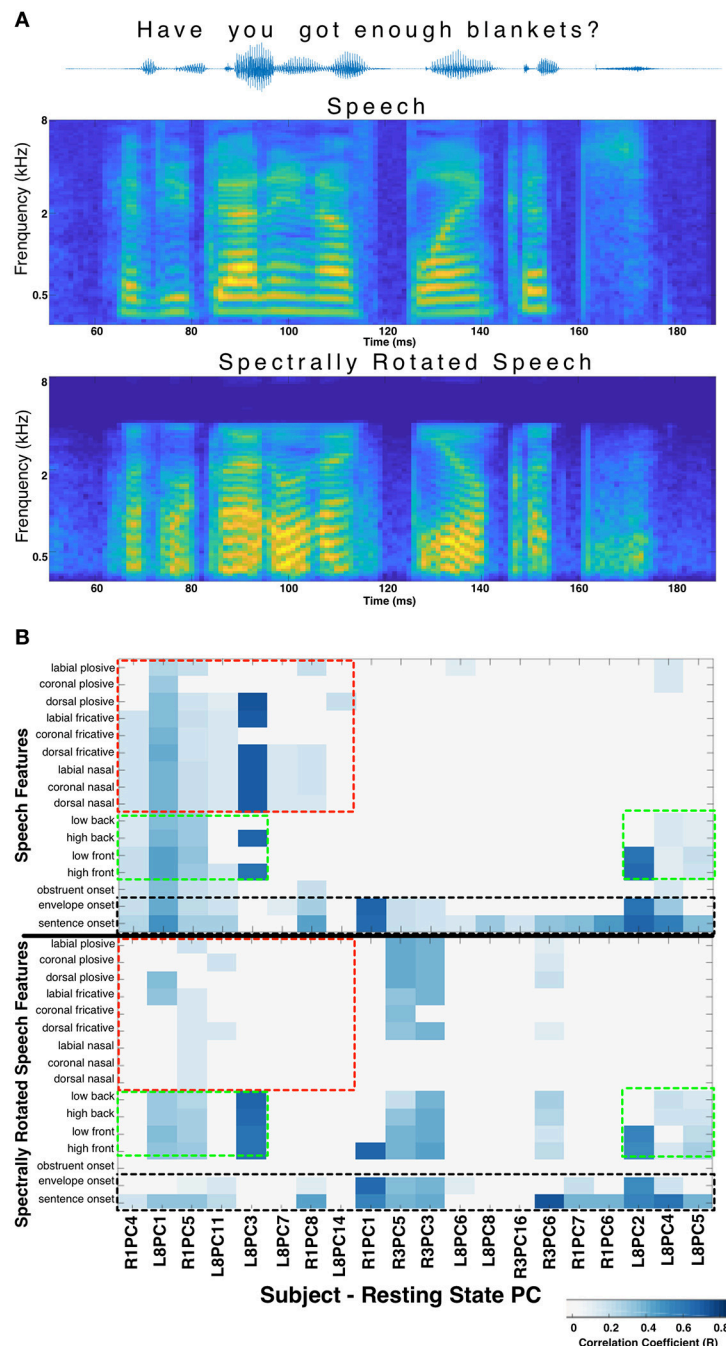 A
Have you got enough blankets?
Speech
8
2
0.5
Frenquency (kHz)
60 80 100 120 140 160 180
Time (ms)
Spectrally Rotated Speech
8
2
0.5
Frenquency (kHz)
60 80 100 120 140 160 180
Time (ms)
B
Speech Features
labial plosive
coronal plosive
dorsal plosive
labial fricative
coronal fricative
dorsal fricative
labial nasal
coronal nasal
dorsal nasal
low back
high back
low front
high front
obstruent onset
envelope onset
sentence onset
Spectrally Rotated Speech Features
labial plosive
coronal plosive
dorsal plosive
labial fricative
coronal fricative
dorsal fricative
labial nasal
coronal nasal
dorsal nasal
low back
high back
low front
high front
obstruent onset
envelope onset
sentence onset
R1PC4
L8PC1
R1PC5
L8PC11
L8PC3
L8PC7
R1PC8
L8PC14
R1PC1
R3PC5
R3PC3
L8PC6
L8PC8
R3PC16
R3PC6
R1PC7
R1PC6
L8PC2
L8PC4
L8PC5
Subject - Resting State PC
0 0.2 0.4 0.6 0.8
Correlation Coefficient (R)